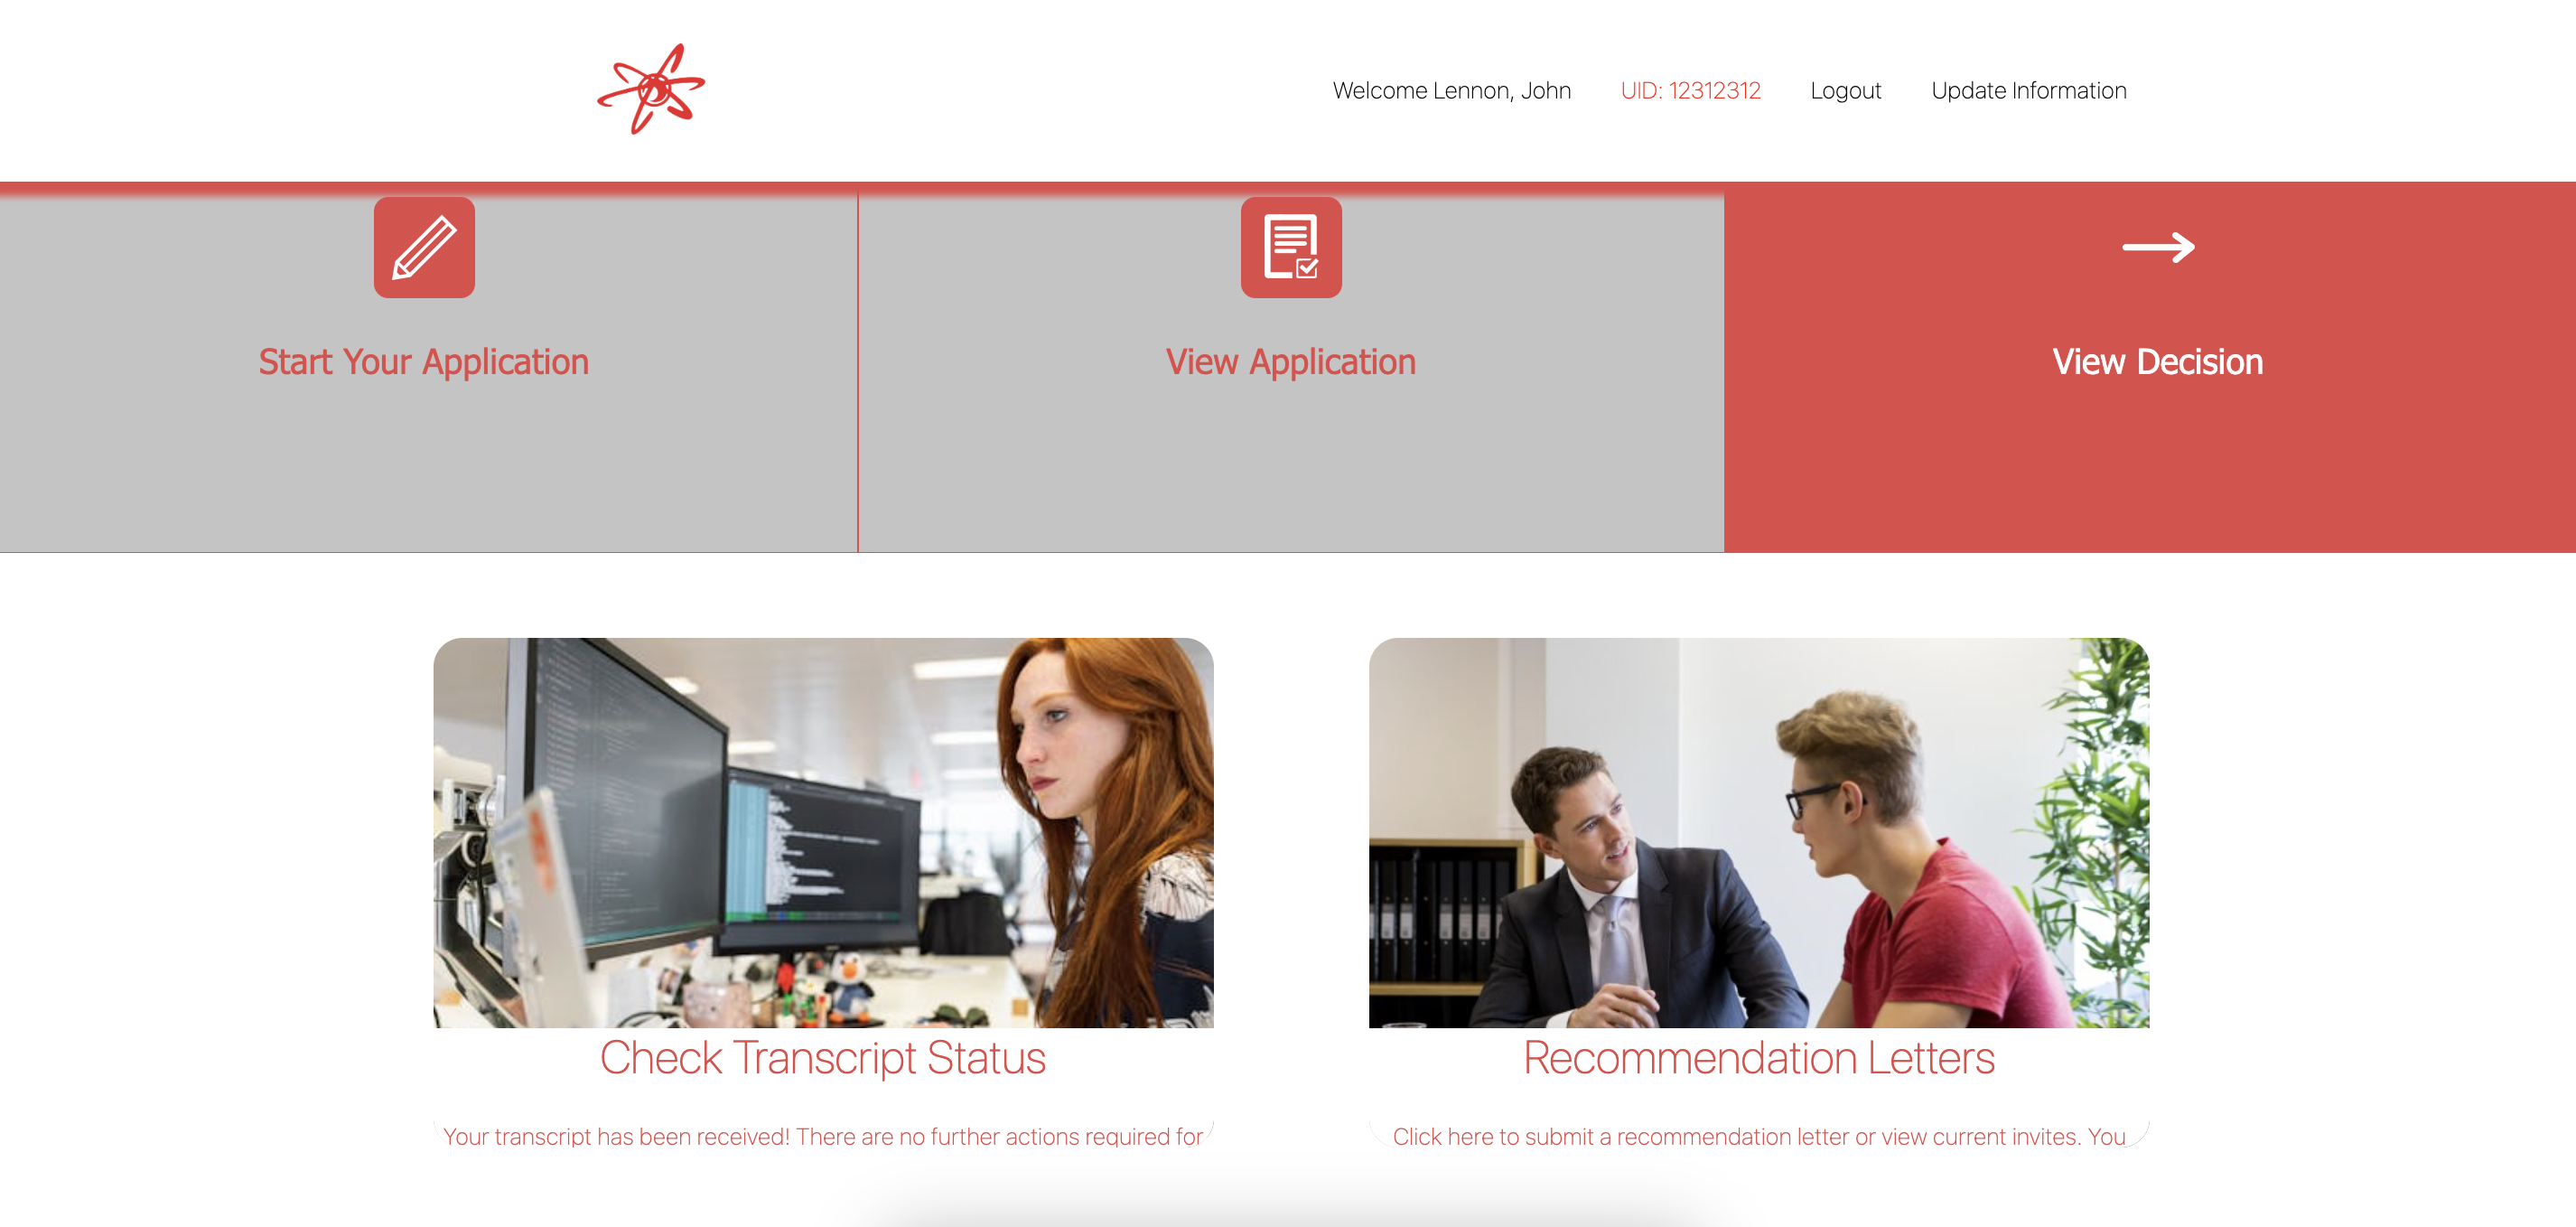 Welcome Lennon, John UID: 12312312 Logout Update Information
Start Your Application
View Application
View Decision
Check Transcript Status
Your transcript has been received! There are no further actions required for
Recommendation Letters
Click here to submit a recommendation letter or view current invites. You